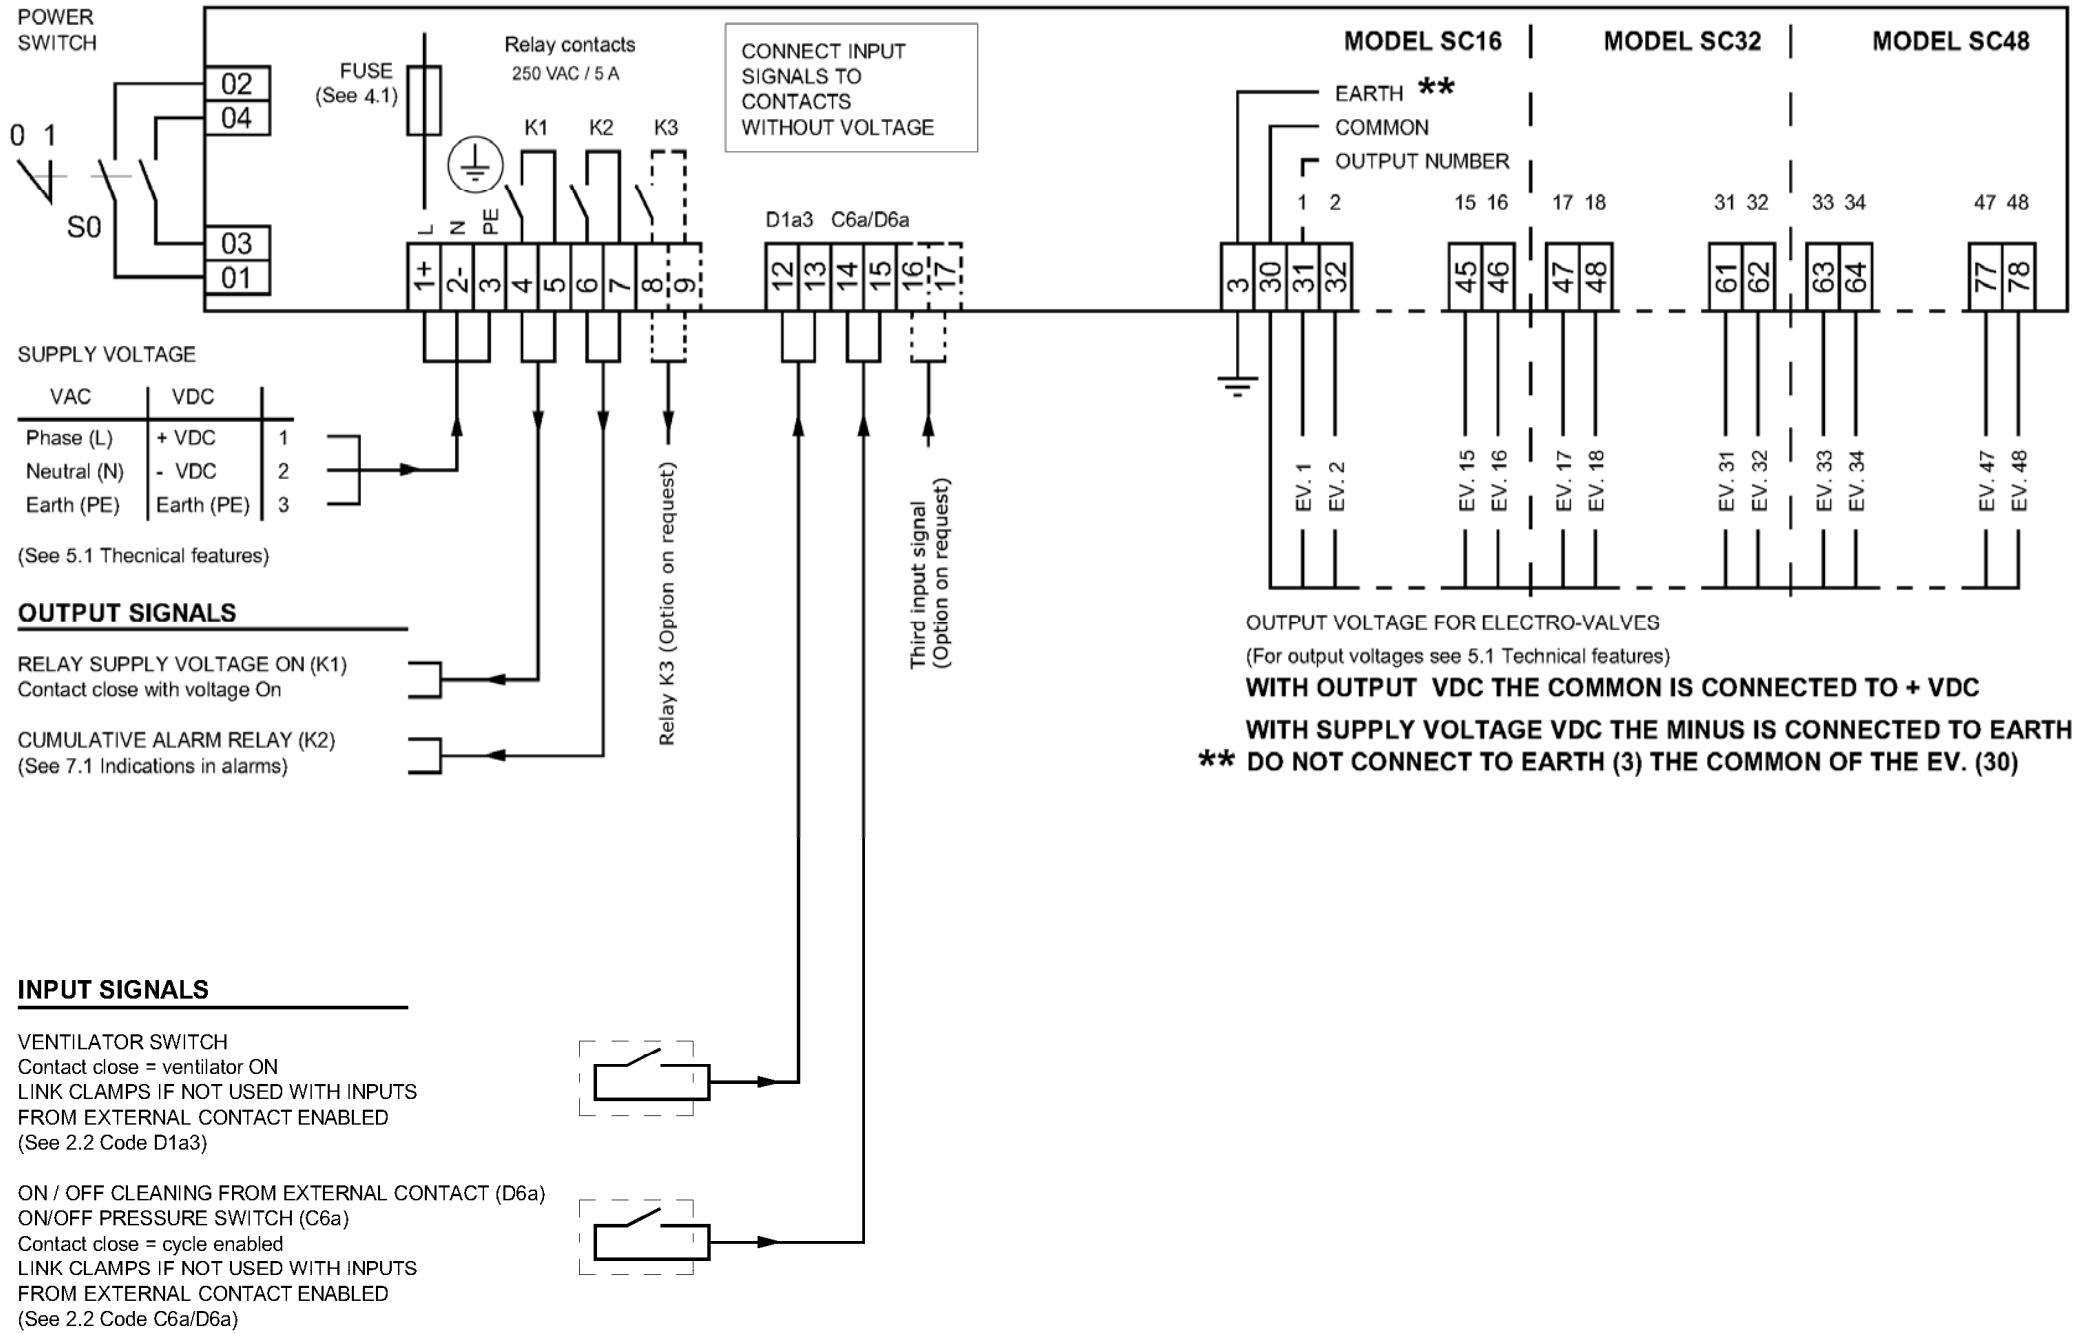 POWER
SWITCH
0 1
S0
02
04
03
01
FUSE
(See 4.1)
Relay contacts
250 VAC / 5 A
K1 K2 K3
CONNECT INPUT
SIGNALS TO
CONTACTS
WITHOUT VOLTAGE
MODEL SC16 MODEL SC32 MODEL SC48
EARTH **
COMMON
OUTPUT NUMBER
L N PE
D1a3 C6a/D6a
1 2 15 16 17 18 31 32 33 34 47 48
1+ 2- 3 4 5 6 7 8 9 12 13 14 15 16 17 3 30 31 32 45 46 47 48 61 62 63 64 77 78
SUPPLY VOLTAGE
VAC VDC
Phase (L) + VDC 1
Neutral (N) - VDC 2
Earth (PE) Earth (PE) 3
(See 5.1 Thecnical features)
Relay K3 (Option on request)
Third input signal
(Option on request)
EV. 1 EV. 2 EV. 15 EV. 16 EV. 17 EV. 18 EV. 31 EV. 32 EV. 33 EV. 34 EV. 47 EV. 48
OUTPUT SIGNALS
RELAY SUPPLY VOLTAGE ON (K1)
Contact close with voltage On
CUMULATIVE ALARM RELAY (K2)
(See 7.1 Indications in alarms)
OUTPUT VOLTAGE FOR ELECTRO-VALVES
(For output voltages see 5.1 Technical features)
WITH OUTPUT VDC THE COMMON IS CONNECTED TO + VDC
WITH SUPPLY VOLTAGE VDC THE MINUS IS CONNECTED TO EARTH
** DO NOT CONNECT TO EARTH (3) THE COMMON OF THE EV. (30)
INPUT SIGNALS
VENTILATOR SWITCH
Contact close = ventilator ON
LINK CLAMPS IF NOT USED WITH INPUTS
FROM EXTERNAL CONTACT ENABLED
(See 2.2 Code D1a3)
ON / OFF CLEANING FROM EXTERNAL CONTACT (D6a)
ON/OFF PRESSURE SWITCH (C6a)
Contact close = cycle enabled
LINK CLAMPS IF NOT USED WITH INPUTS
FROM EXTERNAL CONTACT ENABLED
(See 2.2 Code C6a/D6a)